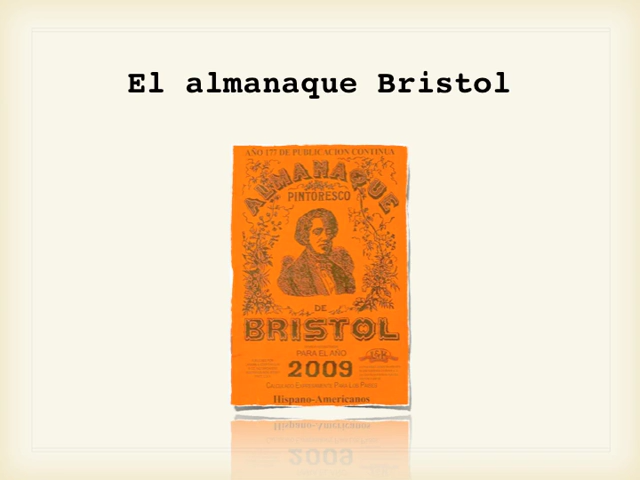 El almanaque Bristol
AÑO 177 DE PUBLICACION CONTINUA
ALMANAQUE
PINTORESCO
DE
BRISTOL
PARA EL AÑO
2009
Hispano-Americanos